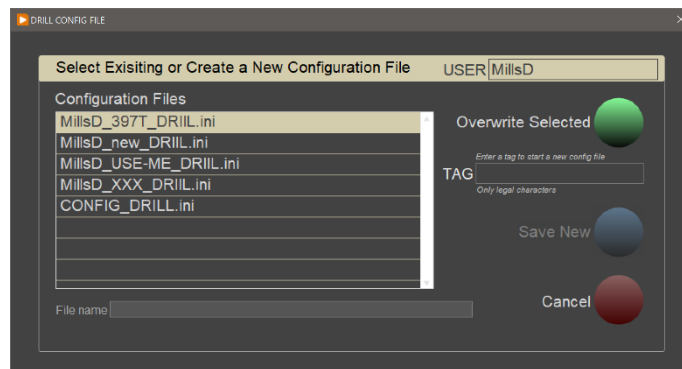 DRILL CONFIG FILE
Select Exisiting or Create a New Configuration File
USER MillsD
Configuration Files
MillsD_397T_DRIIL.ini
MillsD_new_DRIIL.ini
MillsD_USE-ME_DRIIL.ini
MillsD_XXX_DRIIL.ini
CONFIG_DRILL.ini
Overwrite Selected
Enter a tag to start a new config file
TAG
Only legal characters
Save New
File name
Cancel